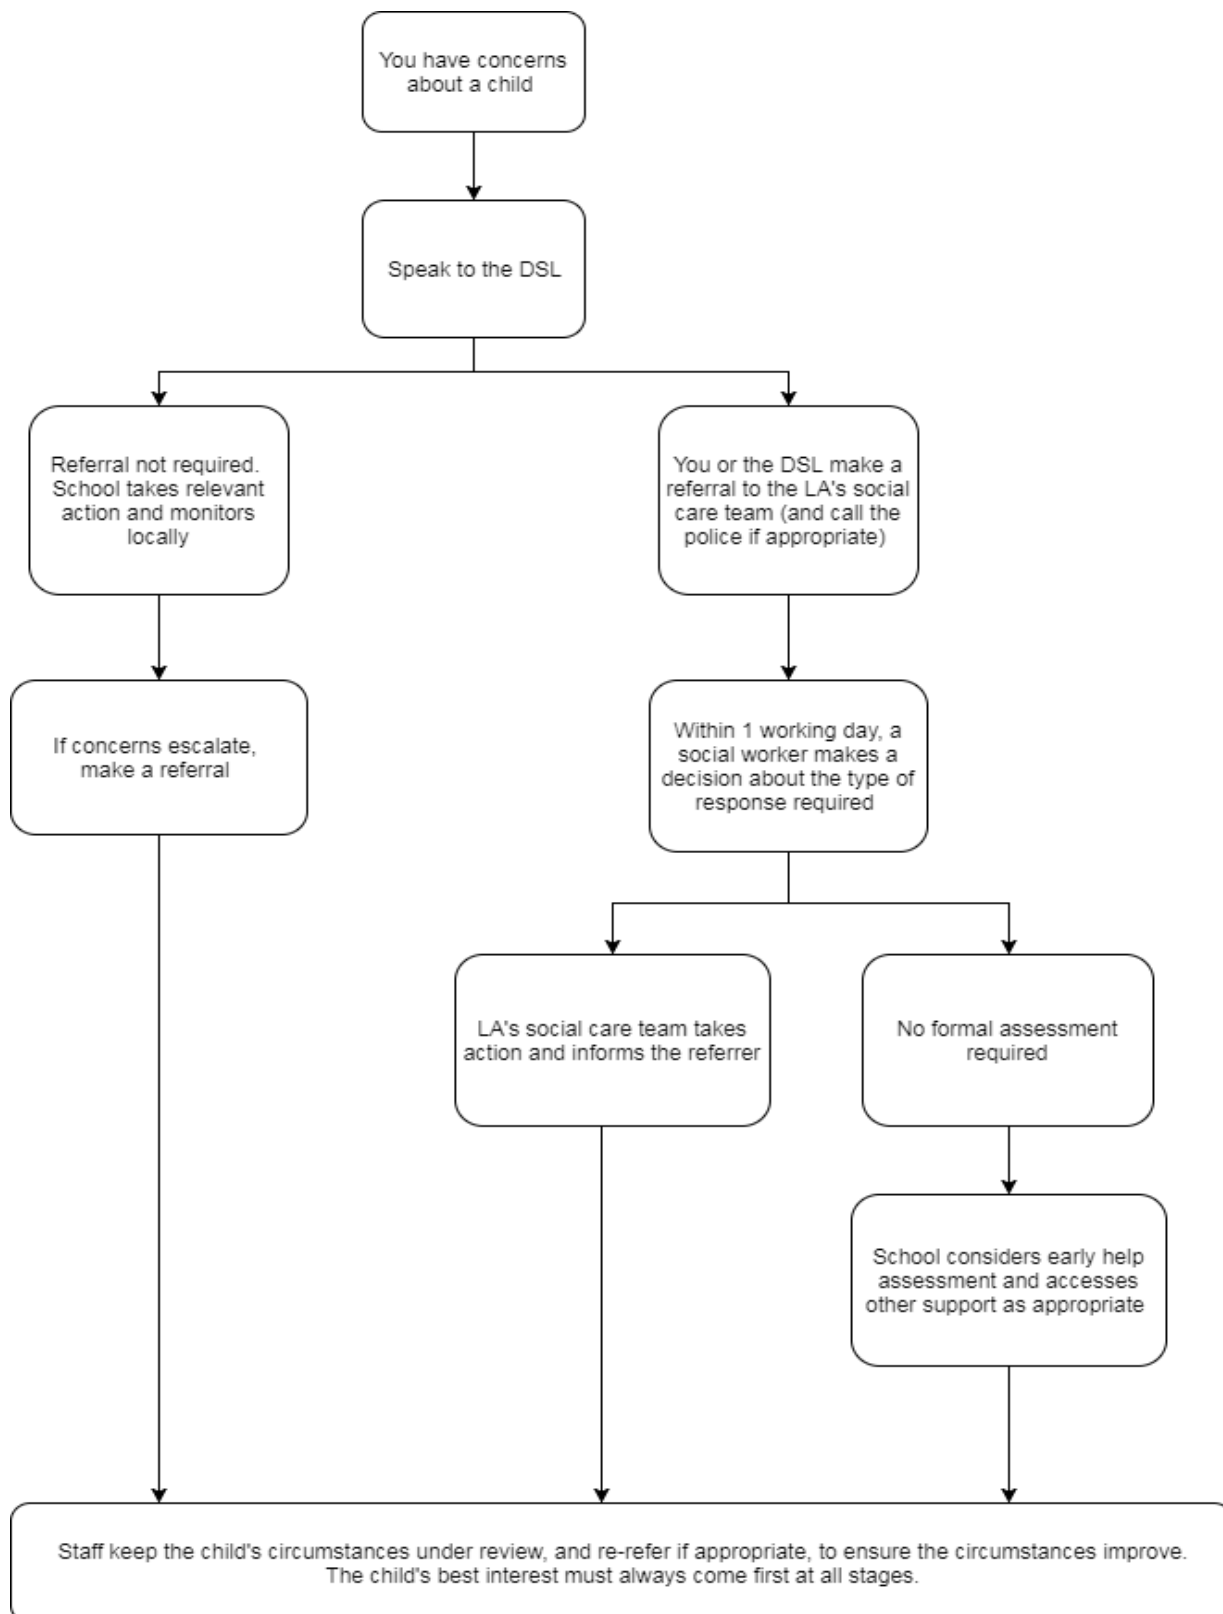 You have concerns
about a child
Speak to the DSL
Referral not required.
School takes relevant
action and monitors
locally
You or the DSL make a
referral to the LA's social
care team (and call the
police if appropriate)
If concerns escalate,
make a referral
Within 1 working day, a
social worker makes a
decision about the type of
response required
LA's social care team takes
action and informs the referrer
No formal assessment
required
School considers early help
assessment and accesses
other support as appropriate
Staff keep the child's circumstances under review, and re-refer if appropriate, to ensure the circumstances improve.
The child's best interest must always come first at all stages.